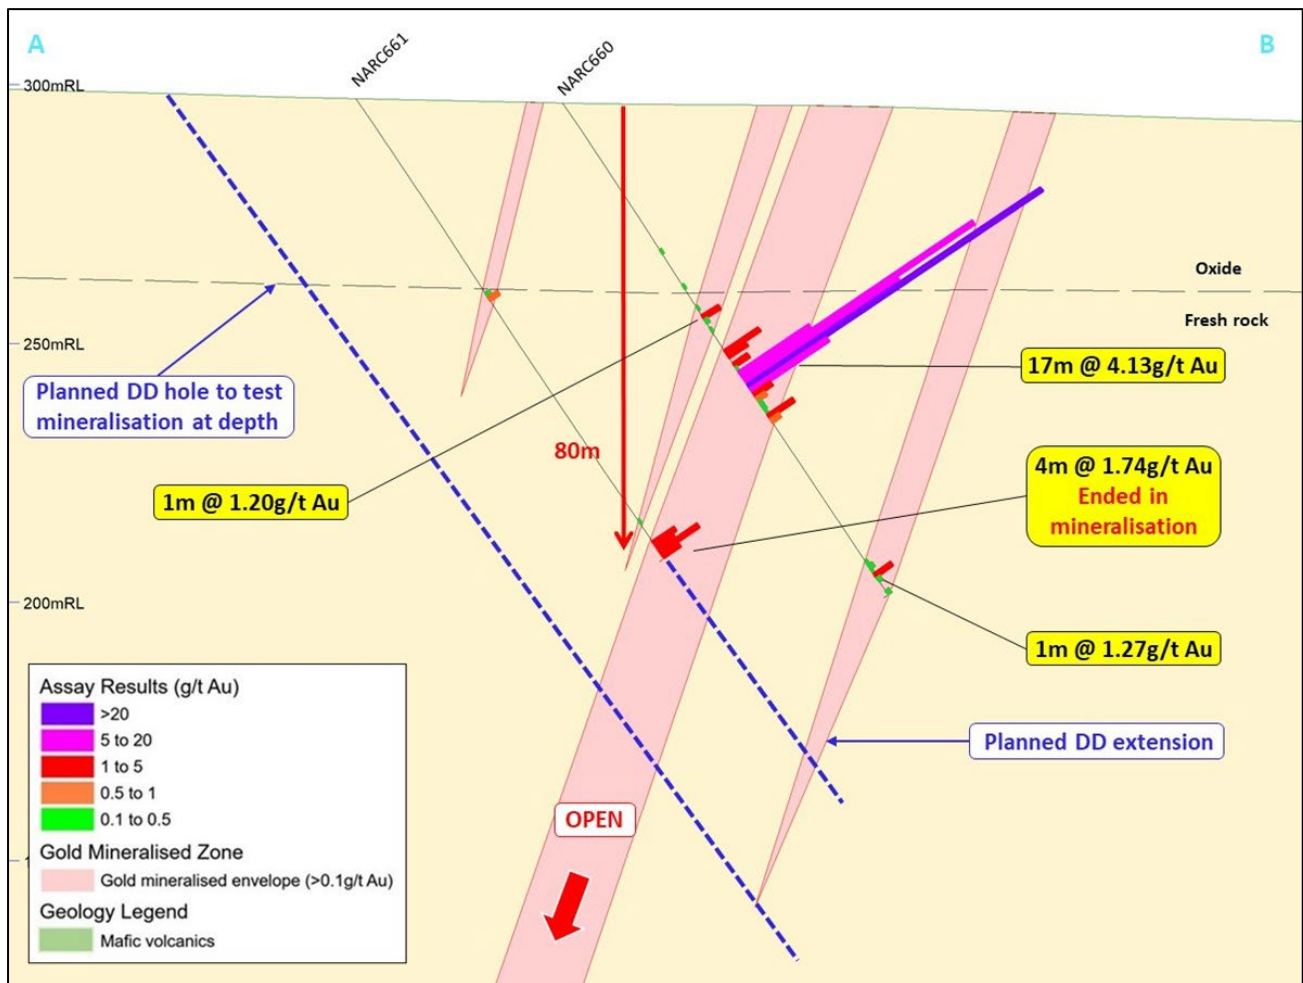 A
B
NARC661
NARC660
300mRL
Oxide
Fresh rock
250mRL
17m @ 4.13g/t Au
Planned DD hole to test
mineralisation at depth
80m
4m @ 1.74g/t Au
Ended in
mineralisation
1m @ 1.20g/t Au
200mRL
1m @ 1.27g/t Au
Assay Results (g/t Au)
>20
5 to 20
1 to 5
0.5 to 1
0.1 to 0.5
Gold Mineralised Zone
Gold mineralised envelope (>0.1g/t Au)
Geology Legend
Mafic volcanics
Planned DD extension
OPEN